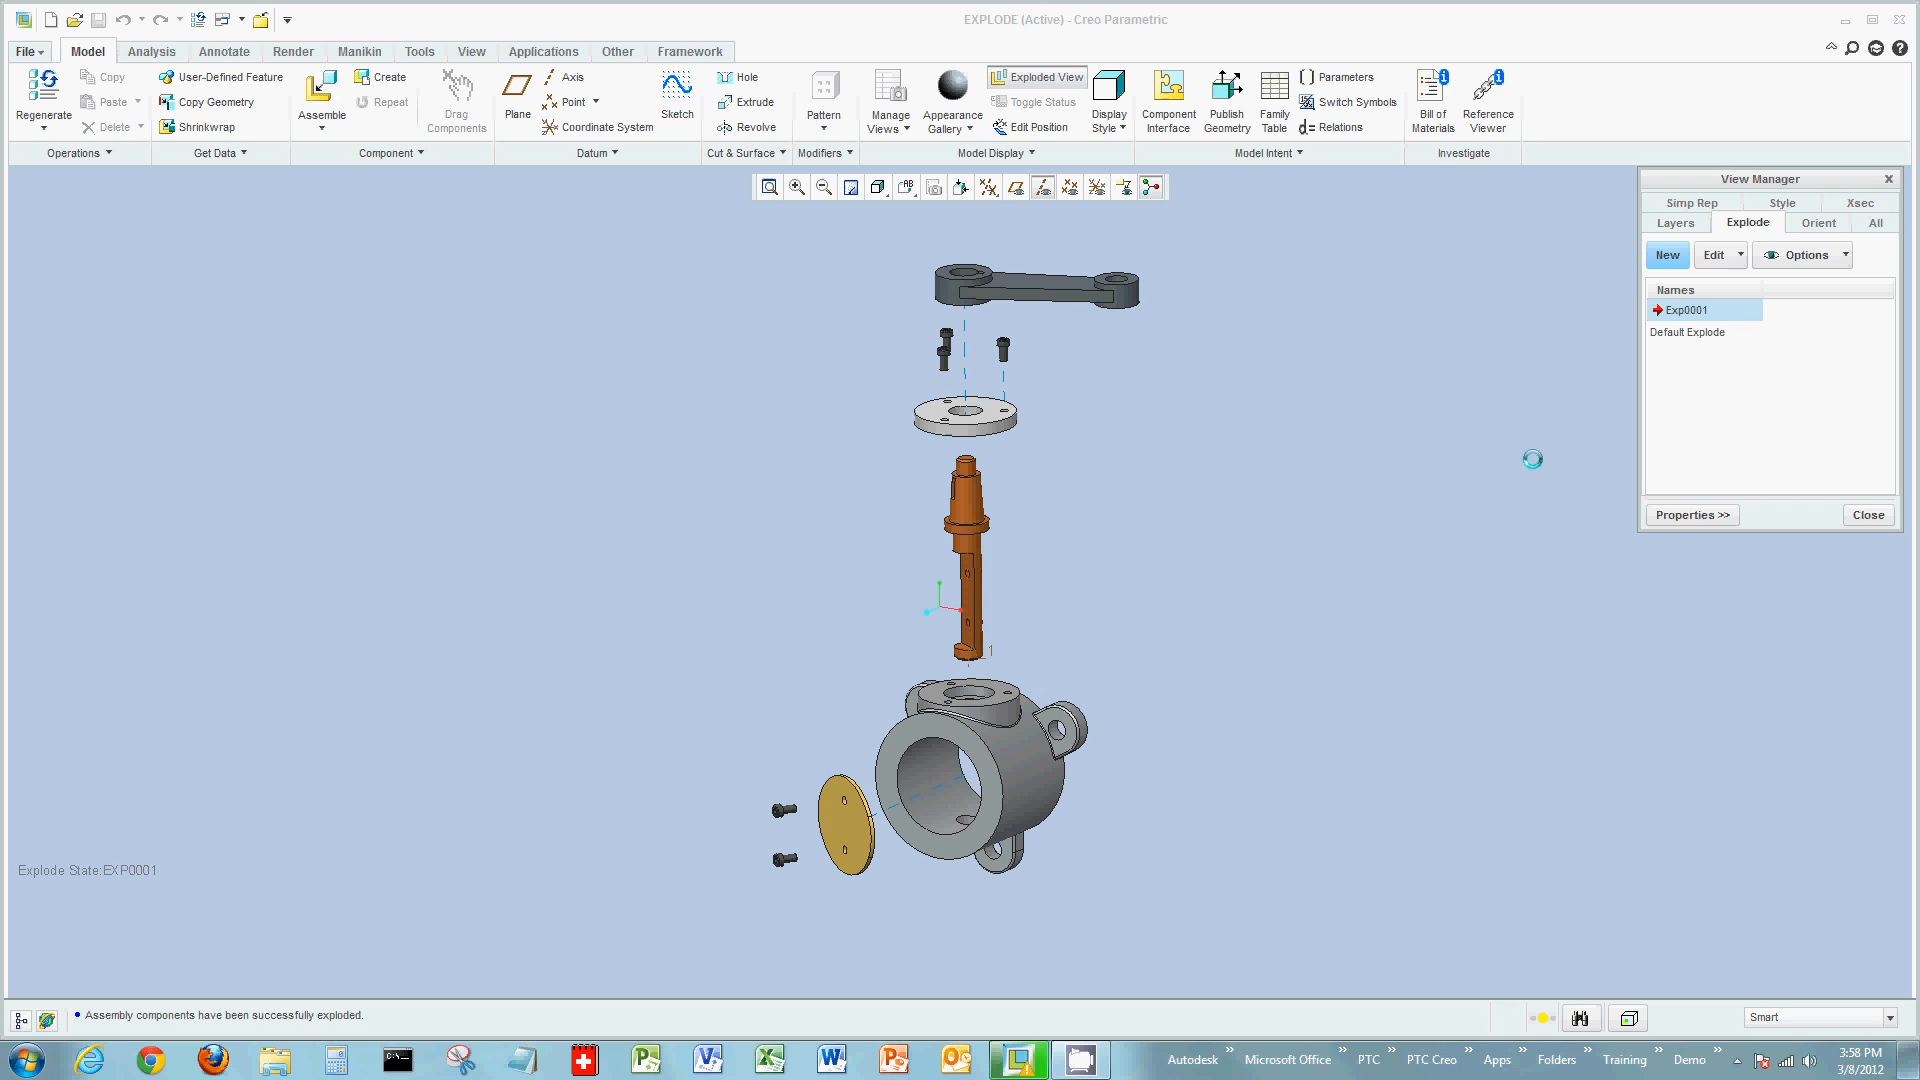 EXPLODE (Active) - Creo Parametric
File Model Analysis Annotate Render Manikin Tools View Applications Other Framework
Regenerate
Copy
Paste
Delete
Operations
User-Defined Feature
Copy Geometry
Shrinkwrap
Get Data
Assemble
Create
Repeat
Drag
Components
Component
Plane
Axis
Point
Coordinate System
Sketch
Datum
Hole
Extrude
Revolve
Cut & Surface
Pattern
Modifiers
Manage
Views
Appearance
Gallery
Exploded View
Toggle Status
Edit Position
Display
Style
Model Display
Component
Interface
Publish
Geometry
Family
Table
Parameters
Switch Symbols
d= Relations
Model Intent
Bill of
Materials
Reference
Viewer
Investigate
View Manager
Simp Rep Style Xsec
Layers Explode Orient All
New Edit Options
Names
Exp0001
Default Explode
Properties >> Close
1
Explode State:EXP0001
Assembly components have been successfully exploded.
Smart
Autodesk Microsoft Office PTC PTC Creo Apps Folders Training Demo
3:58 PM
3/8/2012